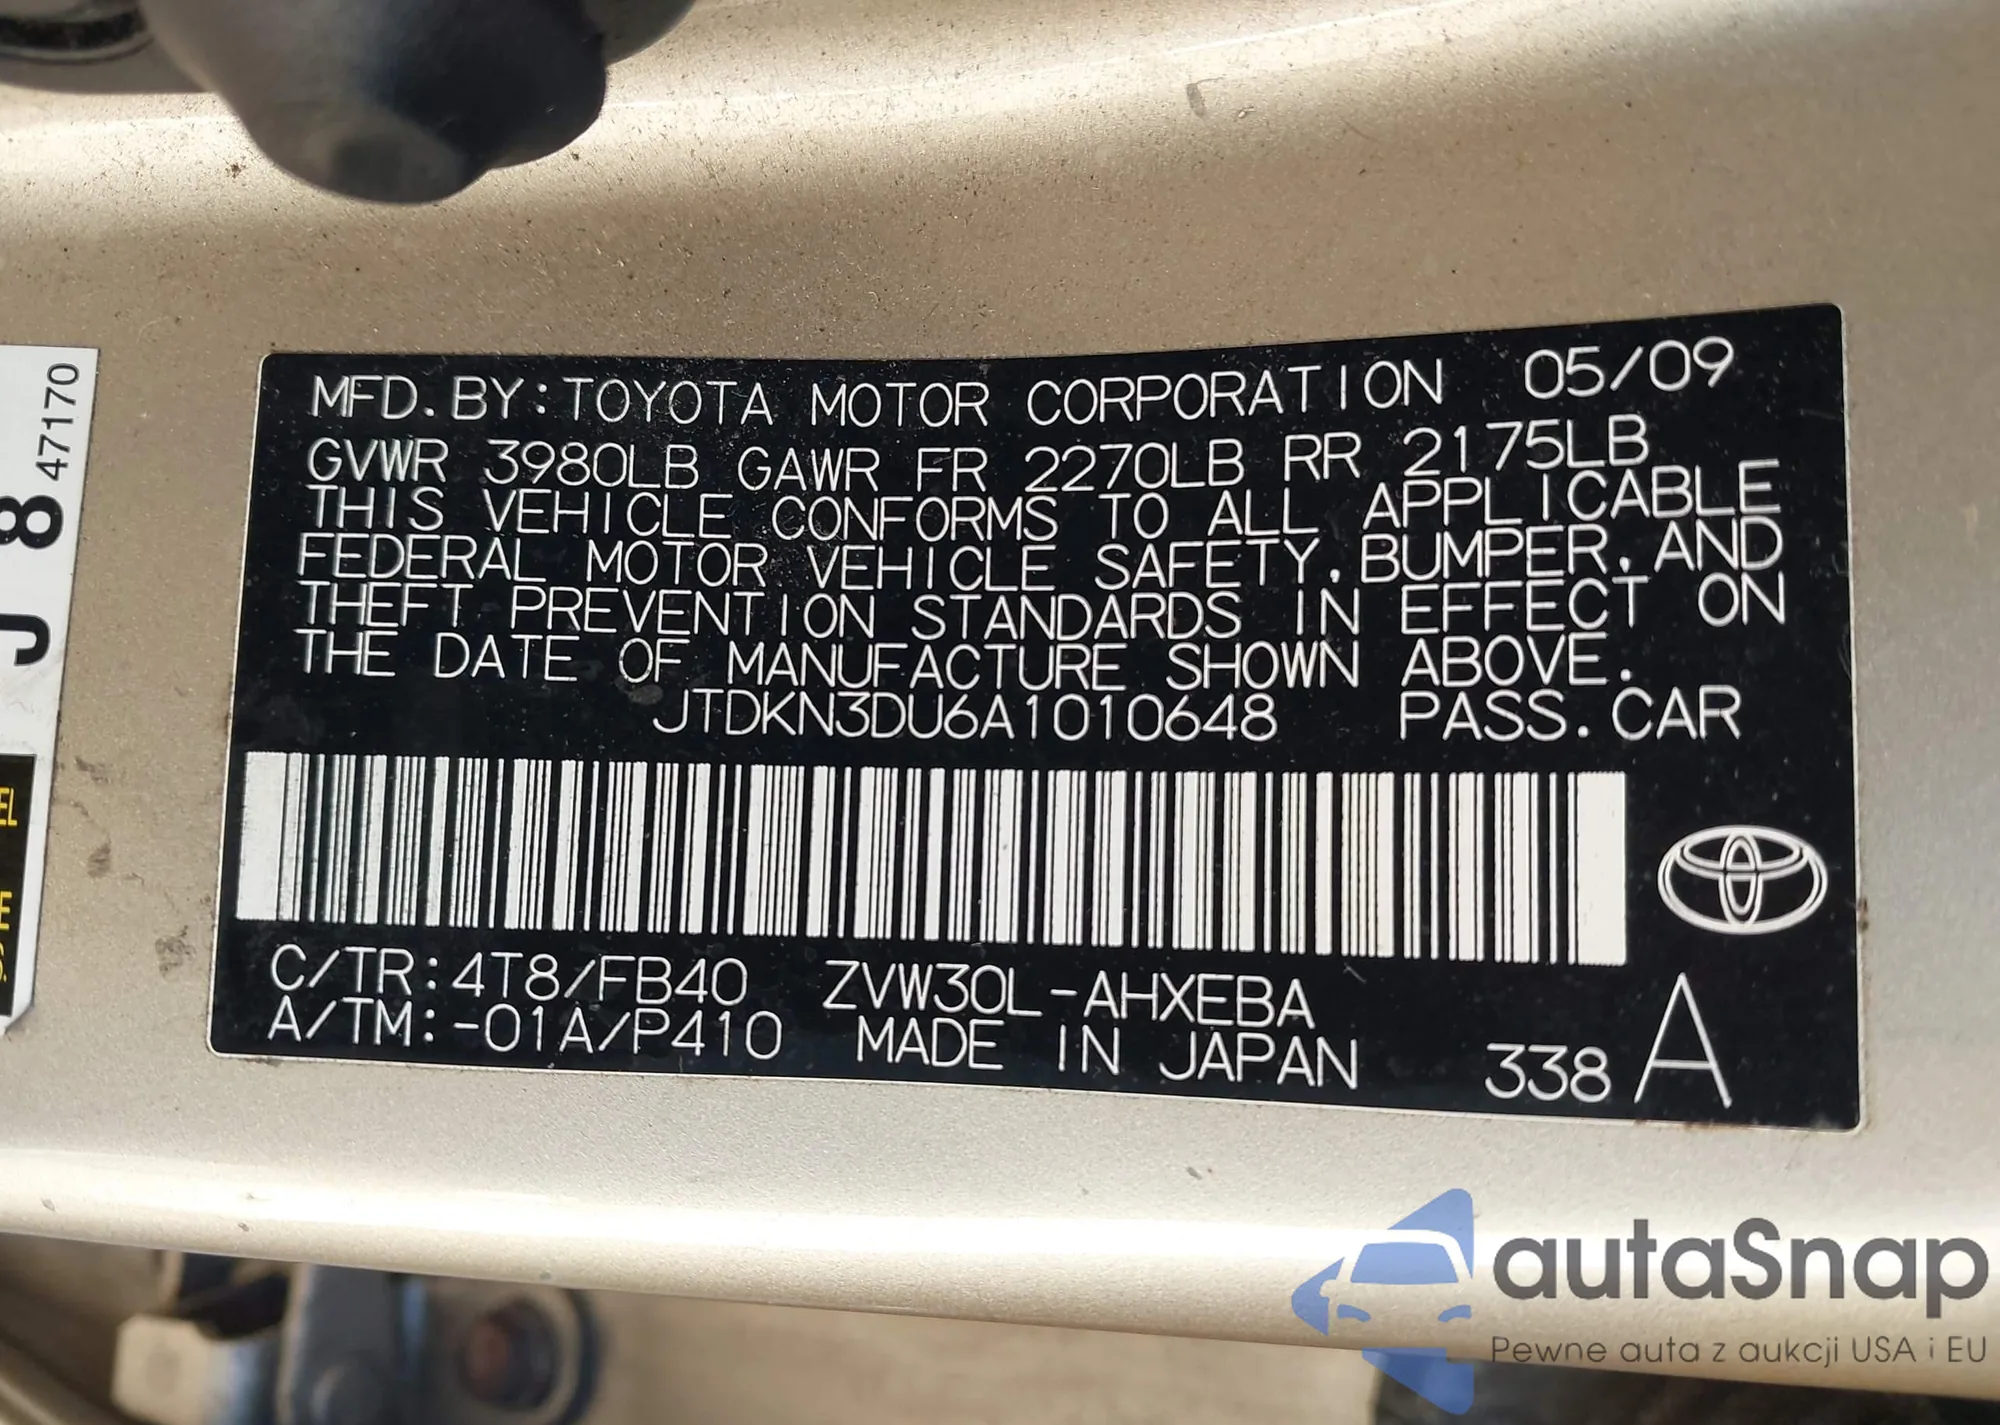 MFD. BY: TOYOTA MOTOR CORPORATION 05/09
GVWR 3980LB GAWR FR 2270LB RR 2175LB
THIS VEHICLE CONFORMS TO ALL APPLICABLE
FEDERAL MOTOR VEHICLE SAFETY, BUMPER, AND
THEFT PREVENTION STANDARDS IN EFFECT ON
THE DATE OF MANUFACTURE SHOWN ABOVE.
JTDKN3DU6A1010648 PASS. CAR
C/TR: 4T8/FB40 ZVW30L-AHXEBA
A/TM: -01A/P410 MADE IN JAPAN 338 A
J 8 47170
EL
autaSnap
Pewne auta z aukcji USA i EU